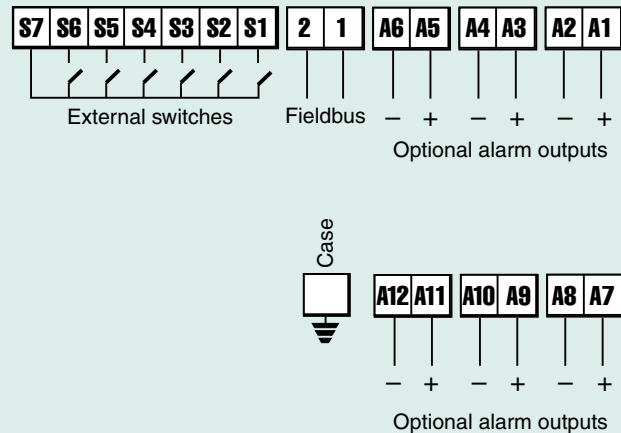 S7 S6 S5 S4 S3 S2 S1 2 1 A6 A5 A4 A3 A2 A1
External switches Fieldbus − + − + − +
Optional alarm outputs
Case
A12 A11 A10 A9 A8 A7
− + − + − +
Optional alarm outputs